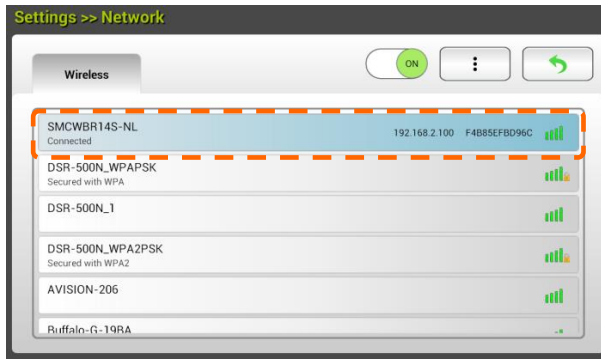 Settings >> Network
Wireless
ON
SMCWBR14S-NL
Connected
192.168.2.100 F4B85EFBD96C
DSR-500N_WPAPSK
Secured with WPA
DSR-500N_1
DSR-500N_WPA2PSK
Secured with WPA2
AVISION-206
Buffalo-G-19BA